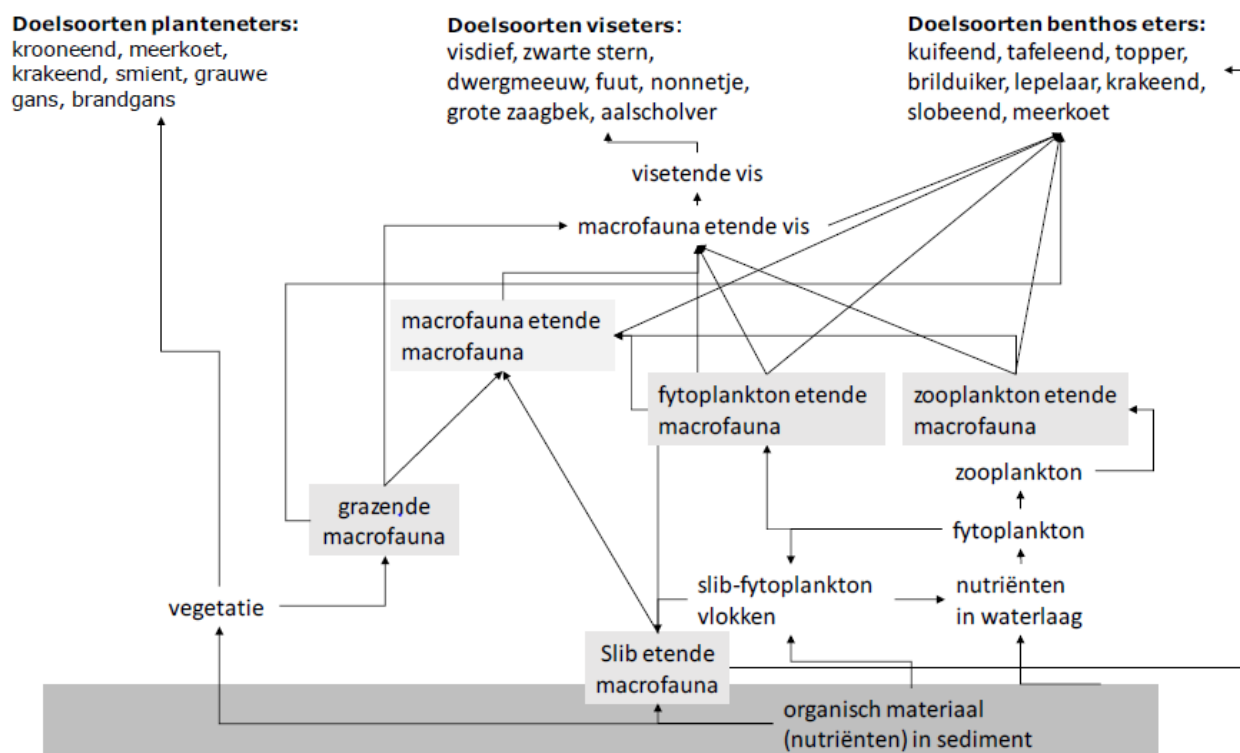 Doelsoorten planteneters:
krooneend, meerkoet,
krakeend, smient, grauwe
gans, brandgans
Doelsoorten viseters:
visdief, zwarte stern,
dwergmeeuw, fuut, nonnetje,
grote zaagbek, aalscholver
Doelsoorten benthos eters:
kuifeend, tafeleend, topper,
brilduiker, lepelaar, krakeend,
slobeend, meerkoet
visetende vis
macrofauna etende vis
macrofauna etende
macrofauna
fytoplankton etende
macrofauna
zooplankton etende
macrofauna
zooplankton
grazende
macrofauna
fytoplankton
slib-fytoplankton
vlokken
nutriënten
in waterlaag
vegetatie
Slib etende
macrofauna
organisch materiaal
(nutriënten) in sediment